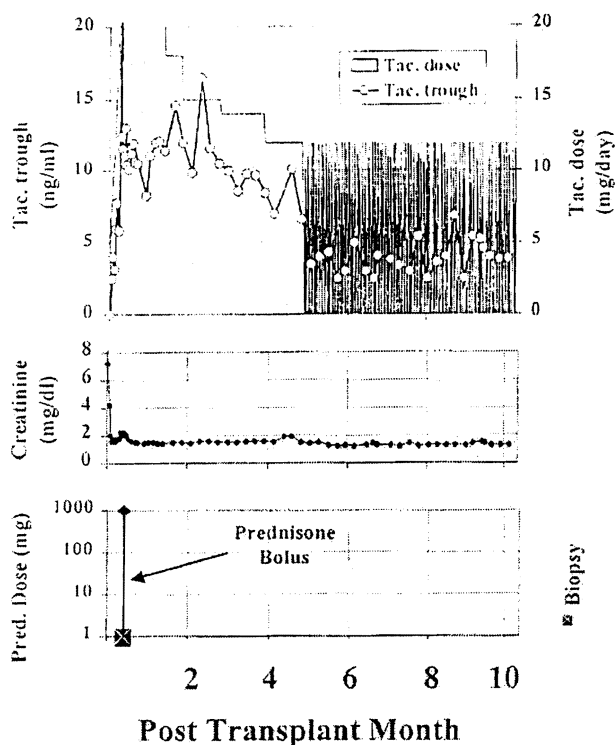 20
15
10
5
0
Tac. trough
(ng/ml)
Tac. dose
Tac. trough
20
15
10
5
0
Tac. dose
(mg/day)
8
6
4
2
0
Creatinine
(mg/dl)
1000
100
10
1
Pred. Dose (mg)
Prednisone
Bolus
Biopsy
2 4 6 8 10
Post Transplant Month